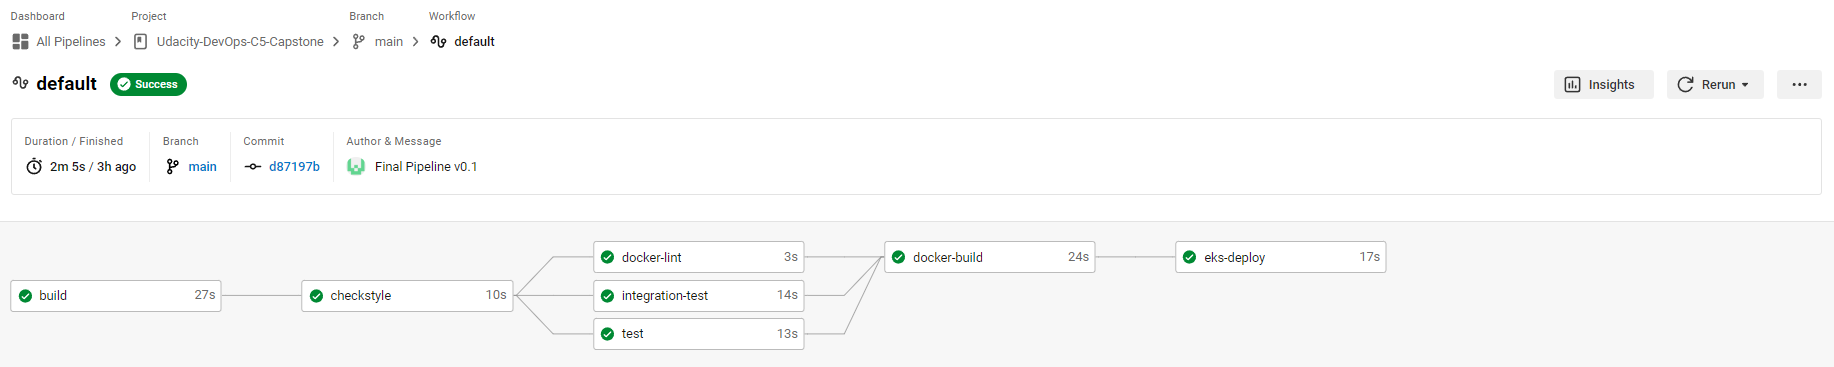 Dashboard Project Branch Workflow
All Pipelines Udacity-DevOps-C5-Capstone main default
default Success Insights Rerun
Duration / Finished Branch Commit Author & Message
2m 5s / 3h ago main d87197b Final Pipeline v0.1
docker-lint 3s docker-build 24s eks-deploy 17s
build 27s checkstyle 10s integration-test 14s
test 13s